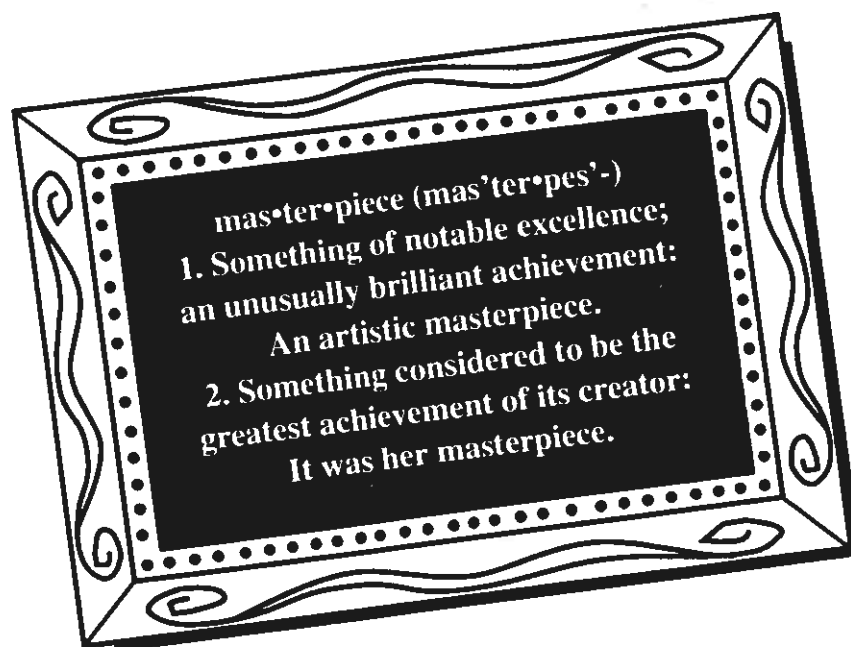 mas•ter•piece (mas’ter•pes’-)
1. Something of notable excellence;
an unusually brilliant achievement:
An artistic masterpiece.
2. Something considered to be the
greatest achievement of its creator:
It was her masterpiece.